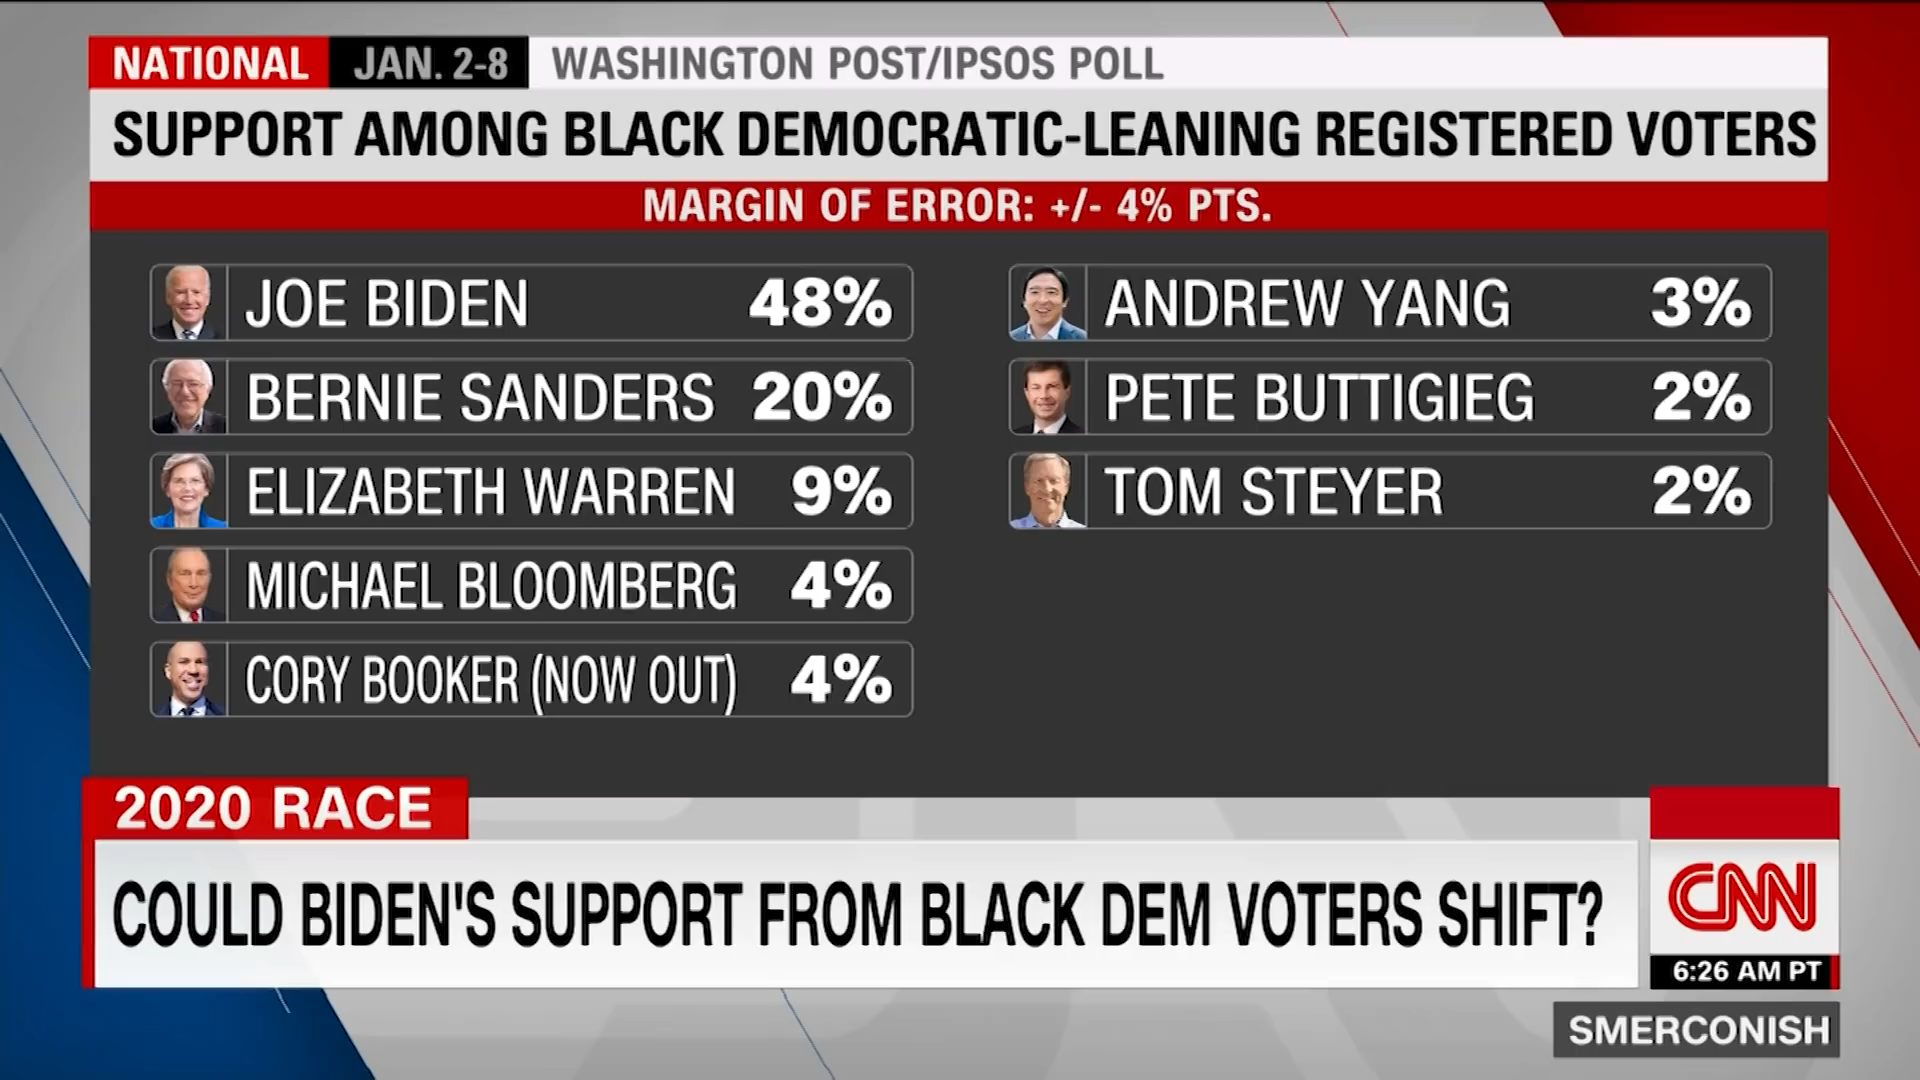 NATIONAL JAN. 2-8 WASHINGTON POST/IPSOS POLL
SUPPORT AMONG BLACK DEMOCRATIC-LEANING REGISTERED VOTERS
MARGIN OF ERROR: +/- 4% PTS.
JOE BIDEN 48%
BERNIE SANDERS 20%
ELIZABETH WARREN 9%
MICHAEL BLOOMBERG 4%
CORY BOOKER (NOW OUT) 4%
ANDREW YANG 3%
PETE BUTTIGIEG 2%
TOM STEYER 2%
2020 RACE
COULD BIDEN'S SUPPORT FROM BLACK DEM VOTERS SHIFT?
CNN
6:26 AM PT
SMERCONISH